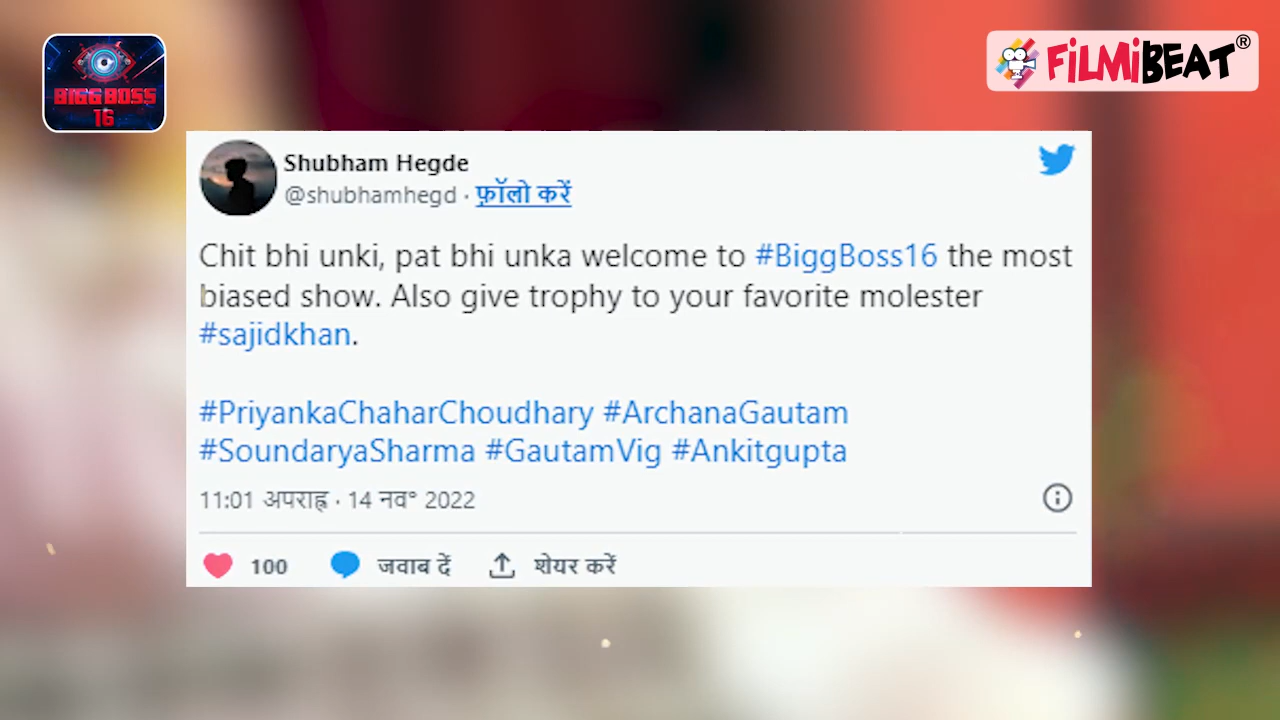 BIGG BOSS
16
FiLMiBEAT®
Shubham Hegde
@shubhamhegd · फ़ॉलो करें
Chit bhi unki, pat bhi unka welcome to #BiggBoss16 the most
biased show. Also give trophy to your favorite molester
#sajidkhan.
#PriyankaChaharChoudhary #ArchanaGautam
#SoundaryaSharma #GautamVig #Ankitgupta
11:01 अपराह्न · 14 नव॰ 2022
100 जवाब दें शेयर करें